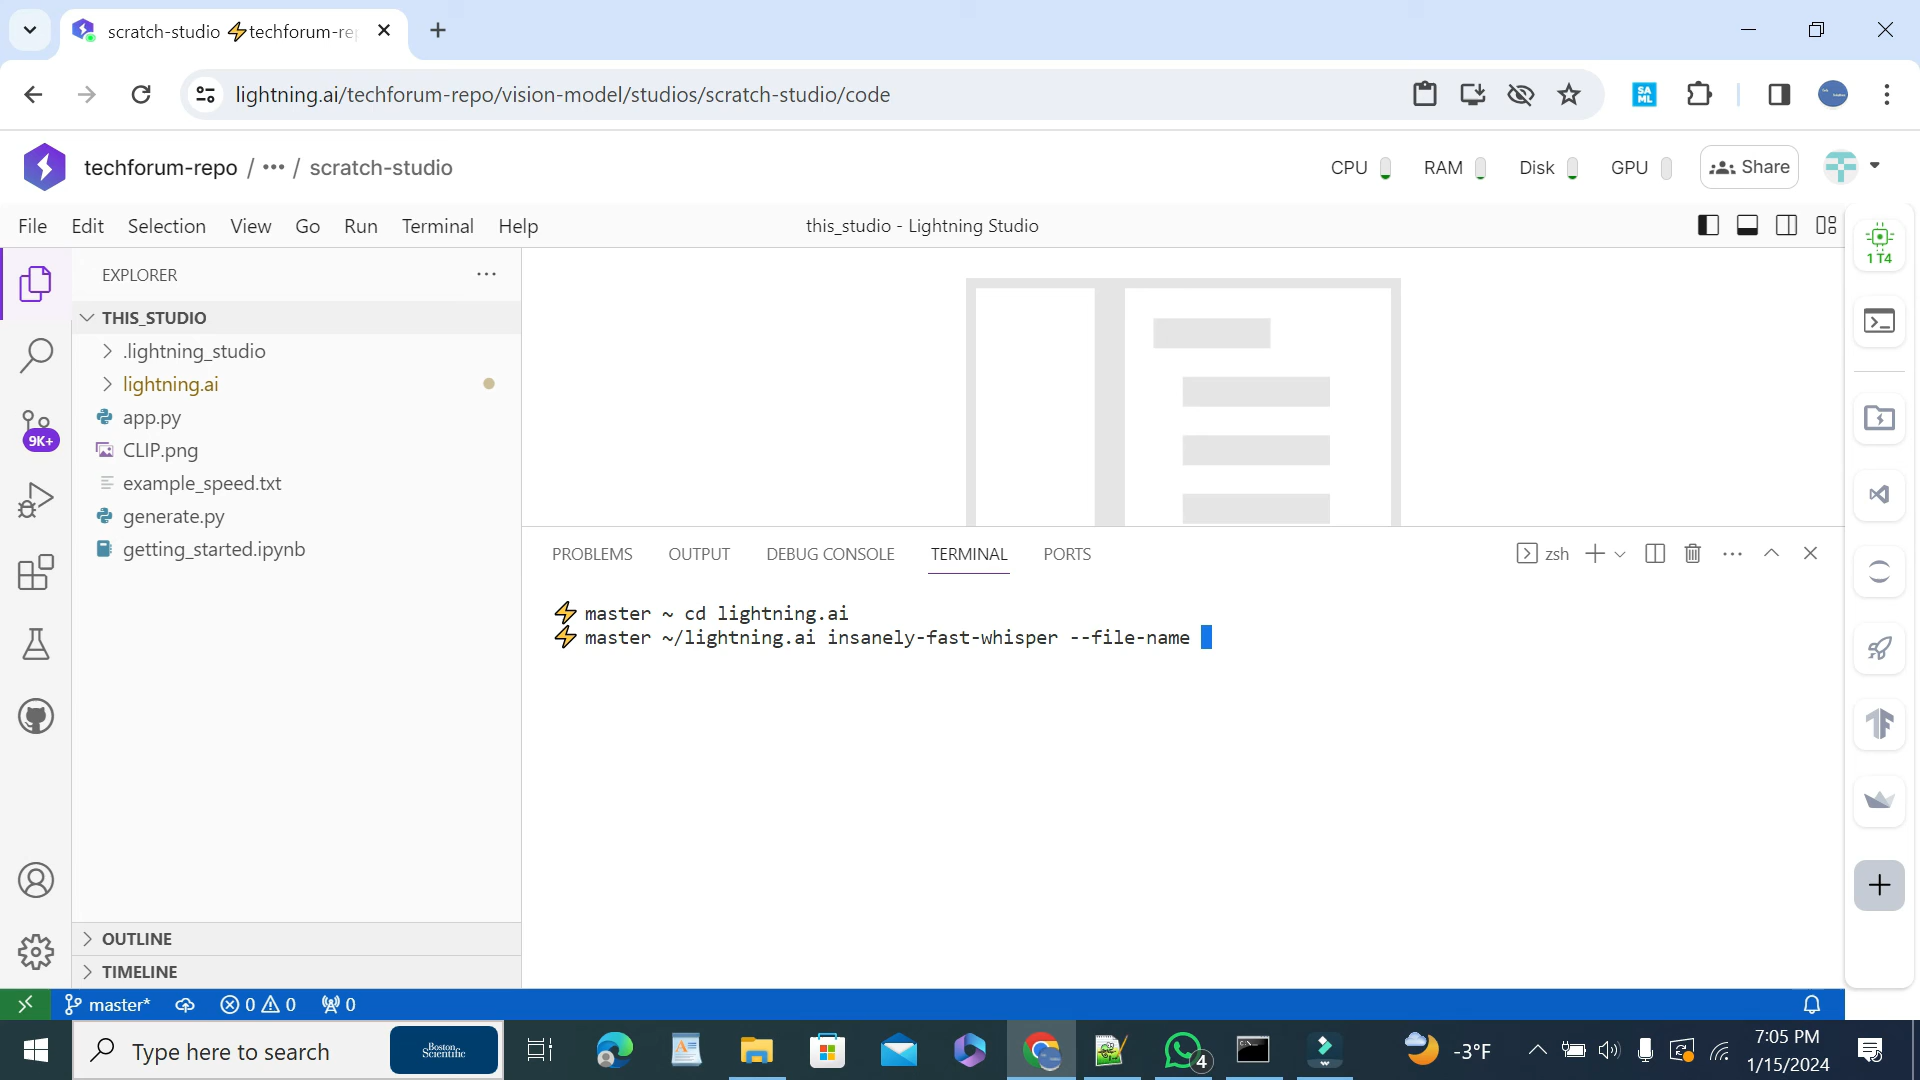 scratch-studio ⚡techforum-re
lightning.ai/techforum-repo/vision-model/studios/scratch-studio/code
SA
ML
techforum-repo / ··· / scratch-studio
CPU
RAM
Disk
GPU
Share
File Edit Selection View Go Run Terminal Help
this_studio - Lightning Studio
1 T4
EXPLORER
THIS_STUDIO
.lightning_studio
lightning.ai
app.py
CLIP.png
example_speed.txt
generate.py
getting_started.ipynb
9K+
PROBLEMS OUTPUT DEBUG CONSOLE TERMINAL PORTS
zsh
⚡ master ~ cd lightning.ai
⚡ master ~/lightning.ai insanely-fast-whisper --file-name
OUTLINE
TIMELINE
master* 0 0 0
Type here to search
Boston
Scientific
4
-3°F
7:05 PM
1/15/2024